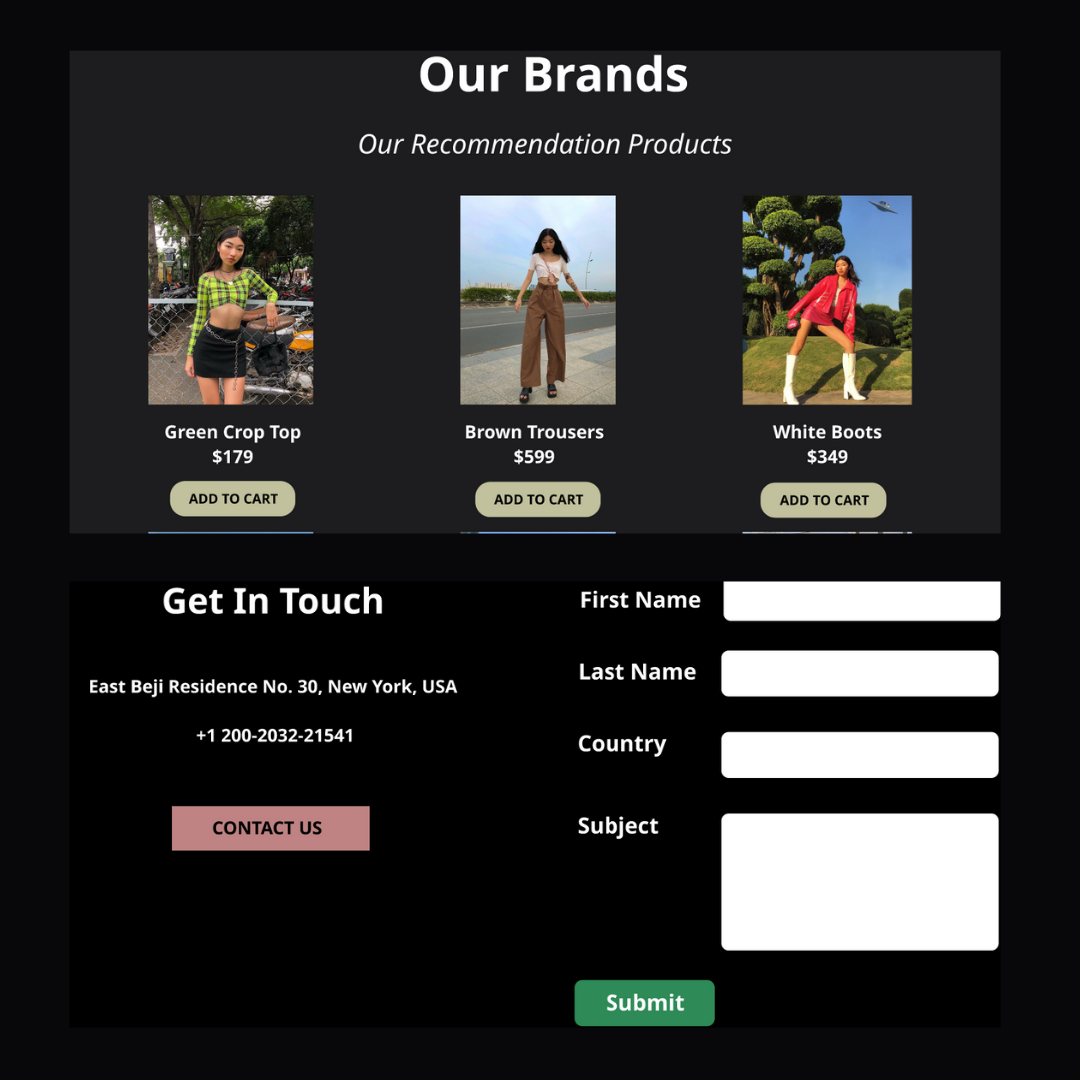 Our Brands
Our Recommendation Products
Green Crop Top
$179
ADD TO CART
Brown Trousers
$599
ADD TO CART
White Boots
$349
ADD TO CART
Get In Touch
East Beji Residence No. 30, New York, USA
+1 200-2032-21541
CONTACT US
First Name
Last Name
Country
Subject
Submit